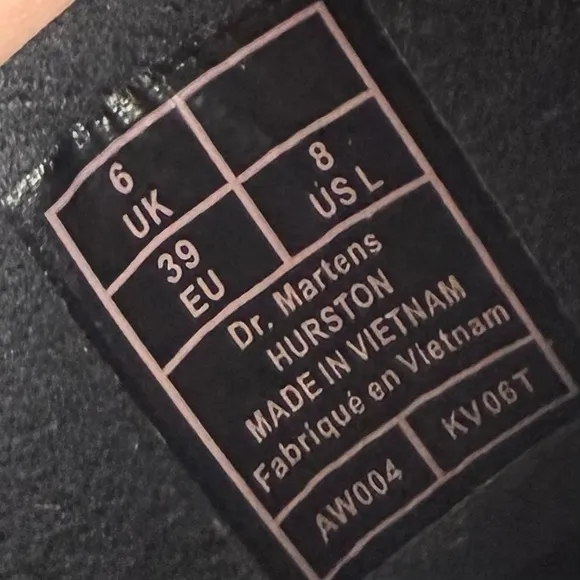 6
UK
8
US L
39
EU
Dr. Martens
HURSTON
MADE IN VIETNAM
Fabriqué en Vietnam
AW004
KV06T